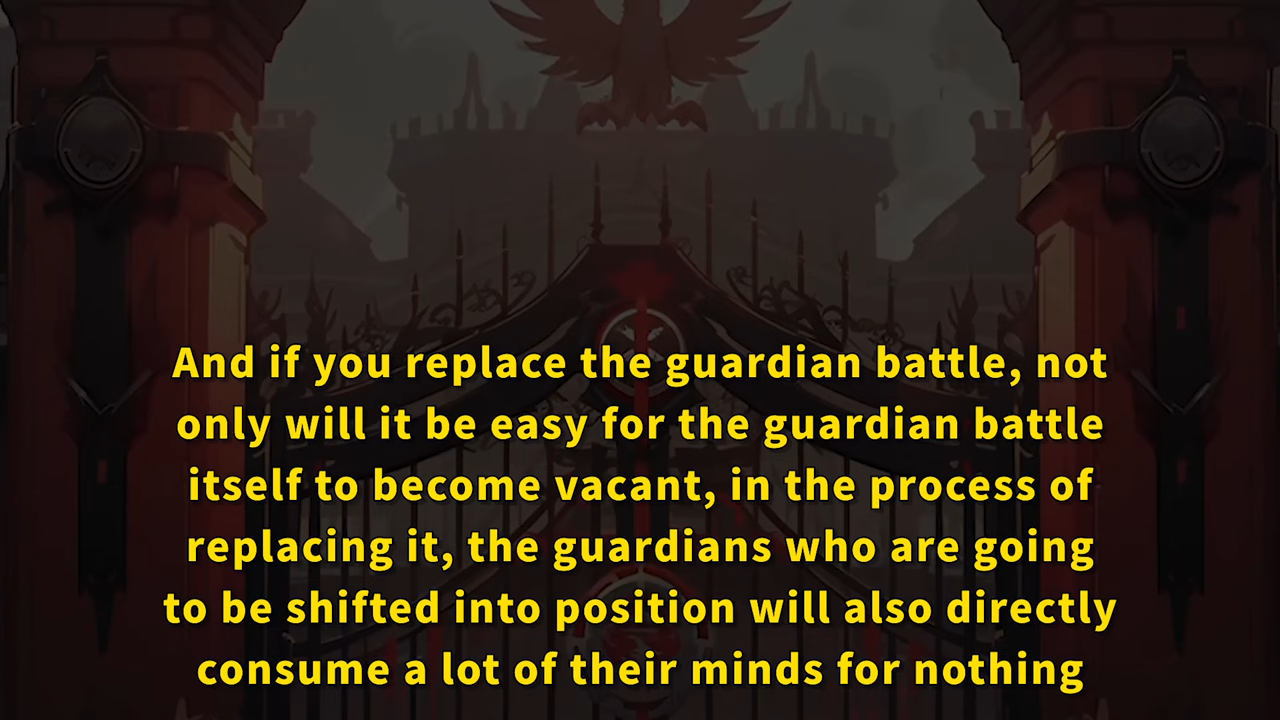 And if you replace the guardian battle, not
only will it be easy for the guardian battle
itself to become vacant, in the process of
replacing it, the guardians who are going
to be shifted into position will also directly
consume a lot of their minds for nothing